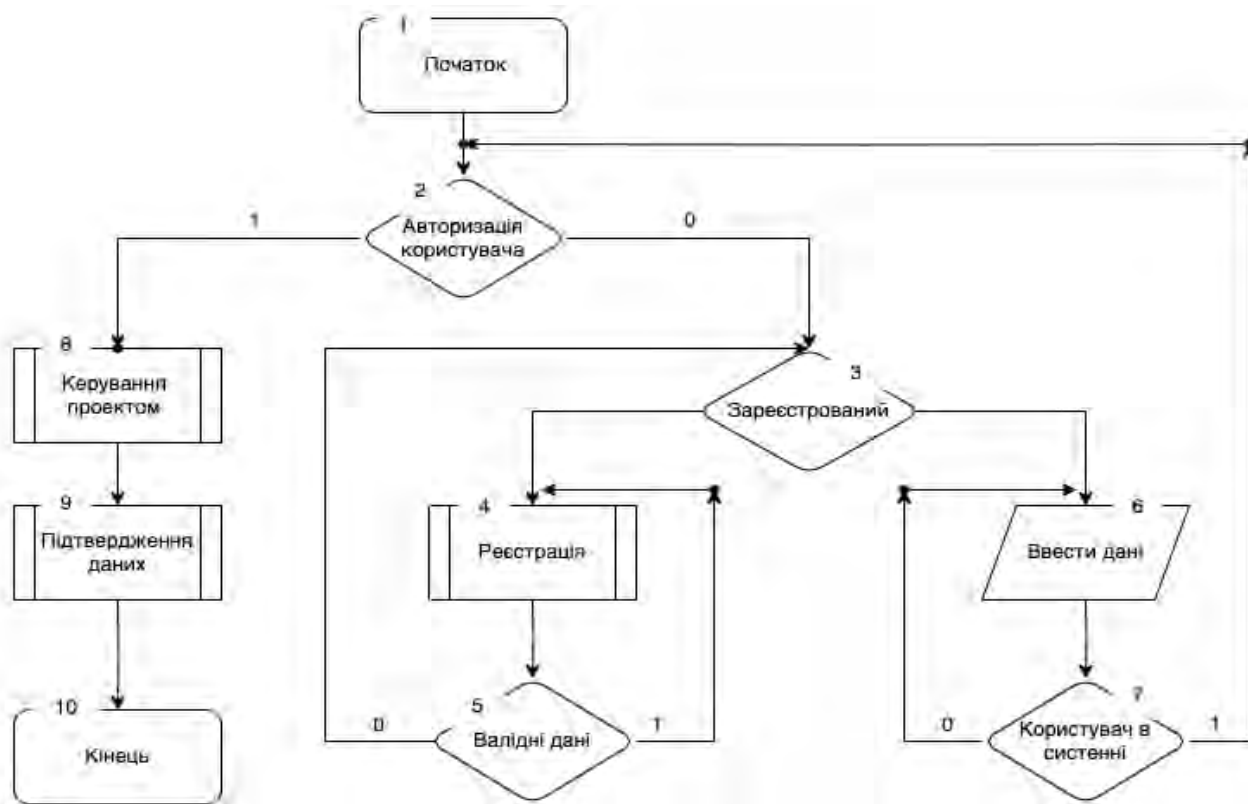 1
Початок
2
Авторизація
користувача
1
0
8
Керування
проектом
3
Зареєстрований
9
Підтвердження
даних
4
Реєстрація
6
Ввести дані
10
Кінець
5
Валідні дані
0
1
7
Користувач в
системні
0
1